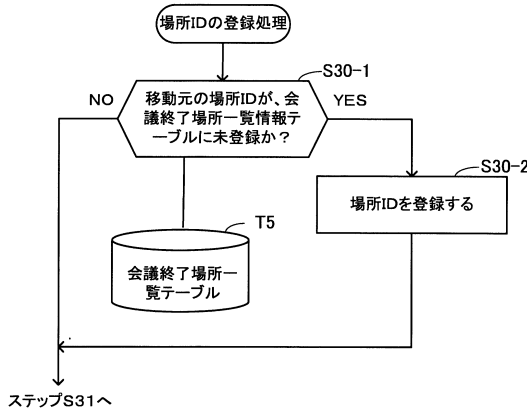 場所IDの登録処理
S30-1
NO
移動元の場所IDが、会
議終了場所一覧情報テ
ーブルに未登録か？
YES
S30-2
場所IDを登録する
T5
会議終了場所一
覧テーブル
ステップS31へ